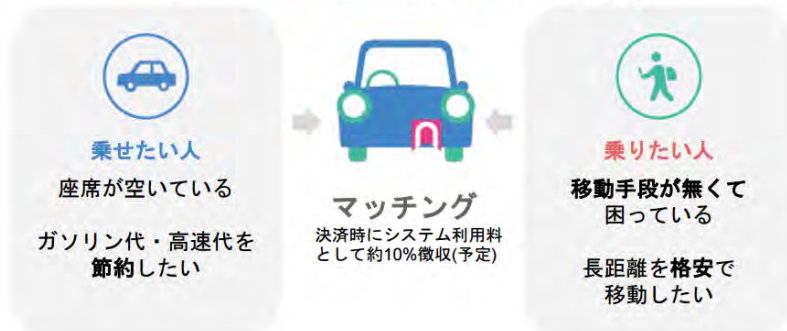 乗せたい人
座席が空いている
ガソリン代・高速代を
節約したい
マッチング
決済時にシステム利用料
として約10%徴収(予定)
乗りたい人
移動手段が無くて
困っている
長距離を格安で
移動したい